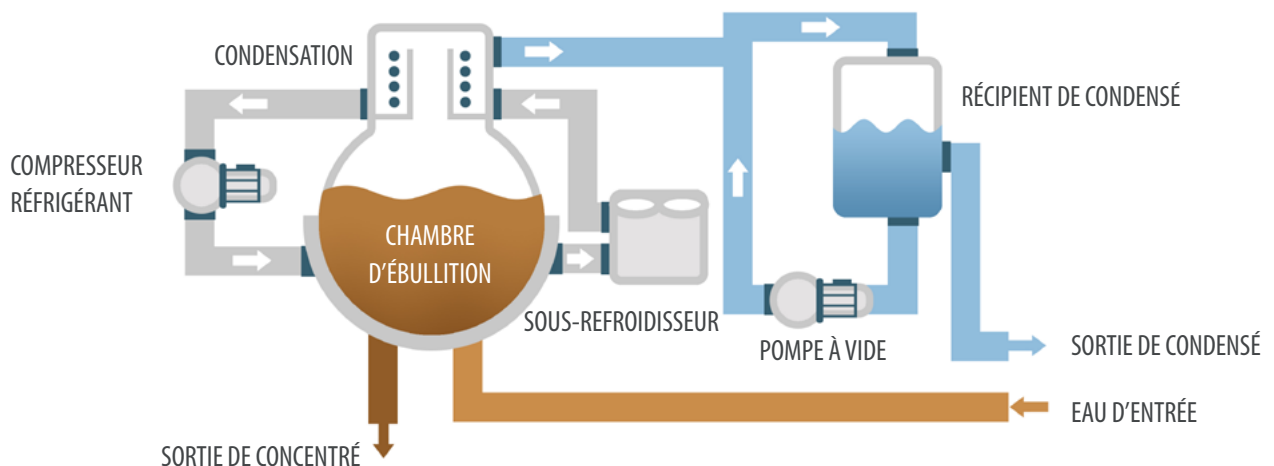 CONDENSATION
RÉCIPIENT DE CONDENSÉ
COMPRESSEUR
RÉFRIGÉRANT
CHAMBRE
D'ÉBULLITION
SOUS-REFROIDISSEUR
POMPE À VIDE
SORTIE DE CONDENSÉ
EAU D'ENTRÉE
SORTIE DE CONCENTRÉ